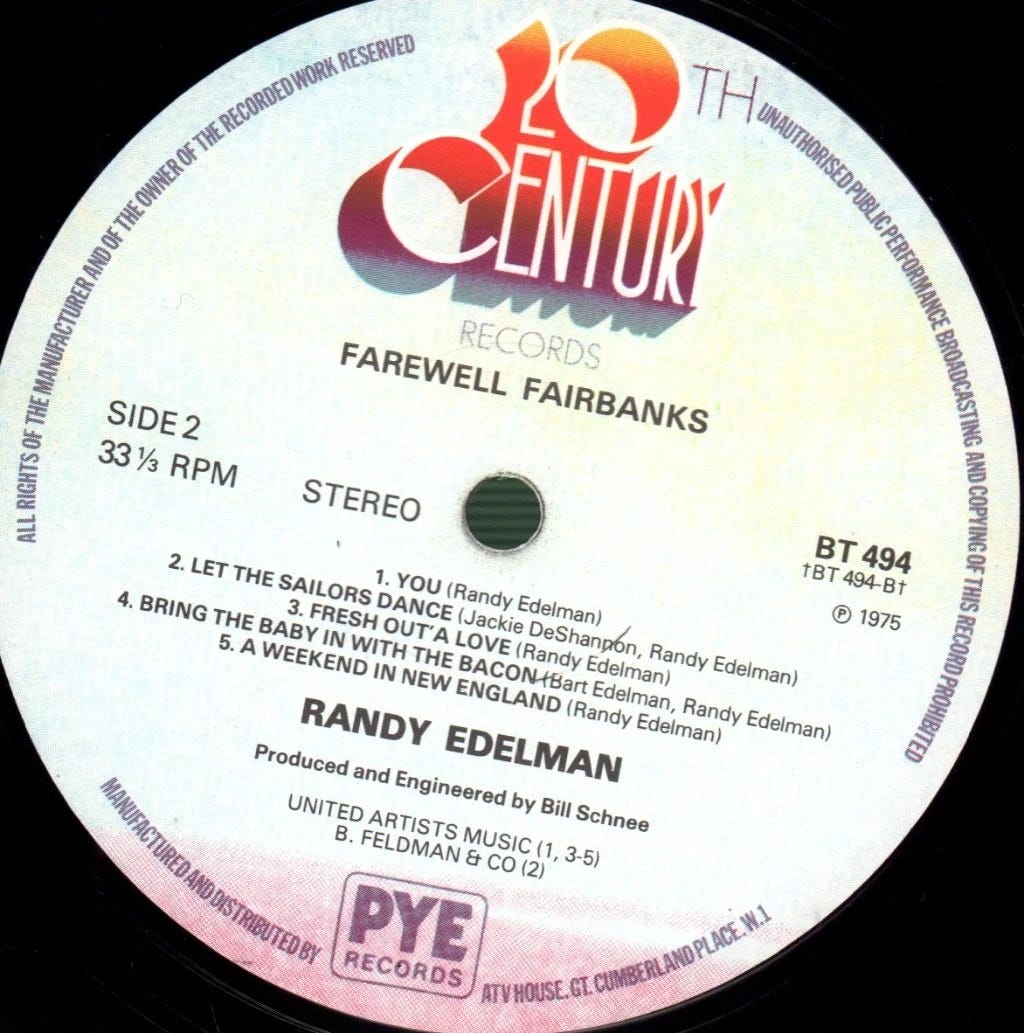 20TH
CENTURY
RECORDS
FAREWELL FAIRBANKS
SIDE 2
33 ⅓ RPM
STEREO
BT 494
†BT 494-B†
℗ 1975
1. YOU (Randy Edelman)
2. LET THE SAILORS DANCE (Jackie DeShannon, Randy Edelman)
3. FRESH OUT'A LOVE (Randy Edelman)
4. BRING THE BABY IN WITH THE BACON (Bart Edelman, Randy Edelman)
5. A WEEKEND IN NEW ENGLAND (Randy Edelman)
RANDY EDELMAN
Produced and Engineered by Bill Schnee
UNITED ARTISTS MUSIC (1, 3-5)
B. FELDMAN & CO (2)
ALL RIGHTS OF THE MANUFACTURER AND OF THE OWNER OF THE RECORDED WORK RESERVED
UNAUTHORISED PUBLIC PERFORMANCE BROADCASTING AND COPYING OF THIS RECORD PROHIBITED
MANUFACTURED AND DISTRIBUTED BY
PYE
RECORDS
ATV HOUSE. GT. CUMBERLAND PLACE. W.1